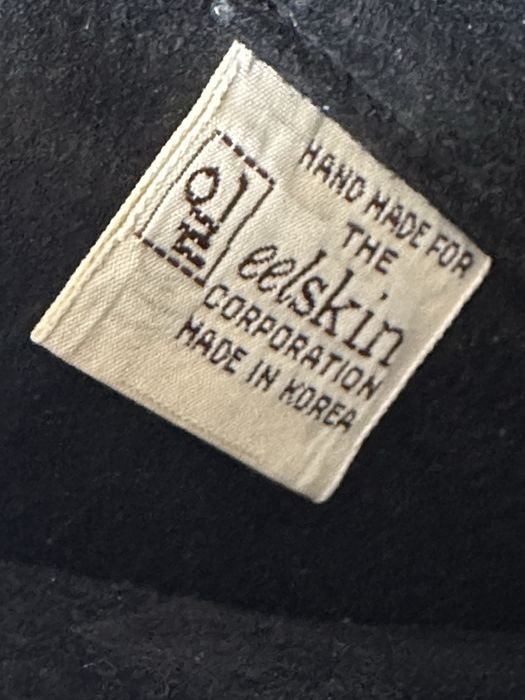 HAND MADE FOR
THE
eelskin
CORPORATION
MADE IN KOREA